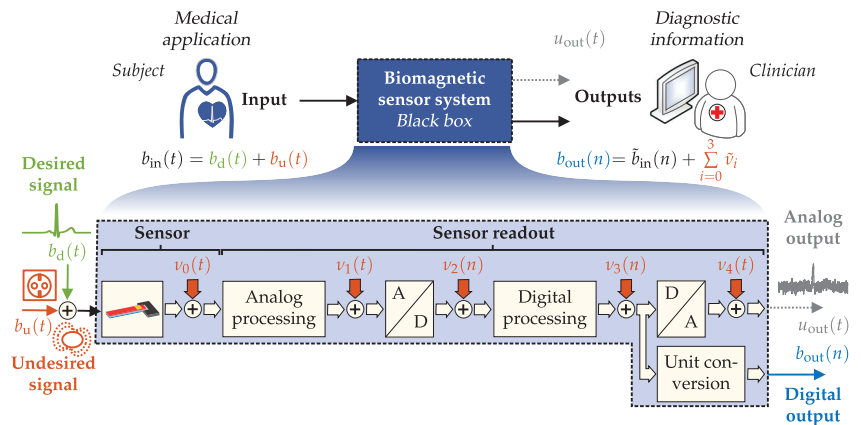 Medical
application
Diagnostic
information
Subject
Clinician
Input
Biomagnetic
sensor system
Black box
u_out(t)
Outputs
b_in(t) = b_d(t) + b_u(t)
b_out(n) = b̃_in(n) + ∑_{i=0}^{3} ṽ_i
Desired
signal
b_d(t)
b_u(t)
Undesired
signal
Sensor
Sensor readout
ν_0(t)
ν_1(t)
ν_2(n)
ν_3(n)
ν_4(t)
Analog
processing
A
D
Digital
processing
D
A
Unit con-
version
Analog
output
u_out(t)
b_out(n)
Digital
output